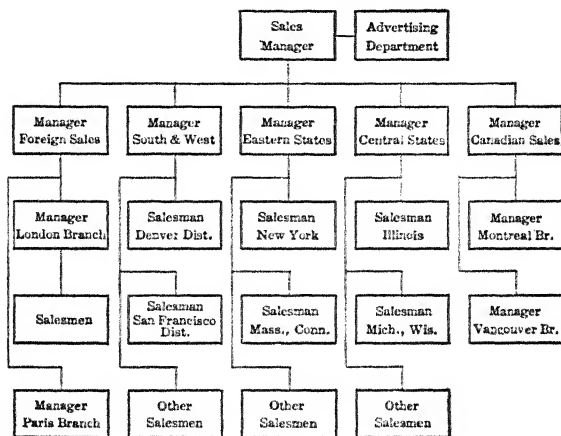 Sales
Manager
Advertising
Department
Manager
Foreign Sales
Manager
South & West
Manager
Eastern States
Manager
Central States
Manager
Canadian Sales
Manager
London Branch
Salesman
Denver Dist.
Salesman
New York
Salesman
Illinois
Manager
Montreal Br.
Salesmen
Salesman
San Francisco
Dist.
Salesman
Mass., Conn.
Salesman
Mich., Wis.
Manager
Vancouver Br.
Manager
Paris Branch
Other
Salesmen
Other
Salesmen
Other
Salesmen